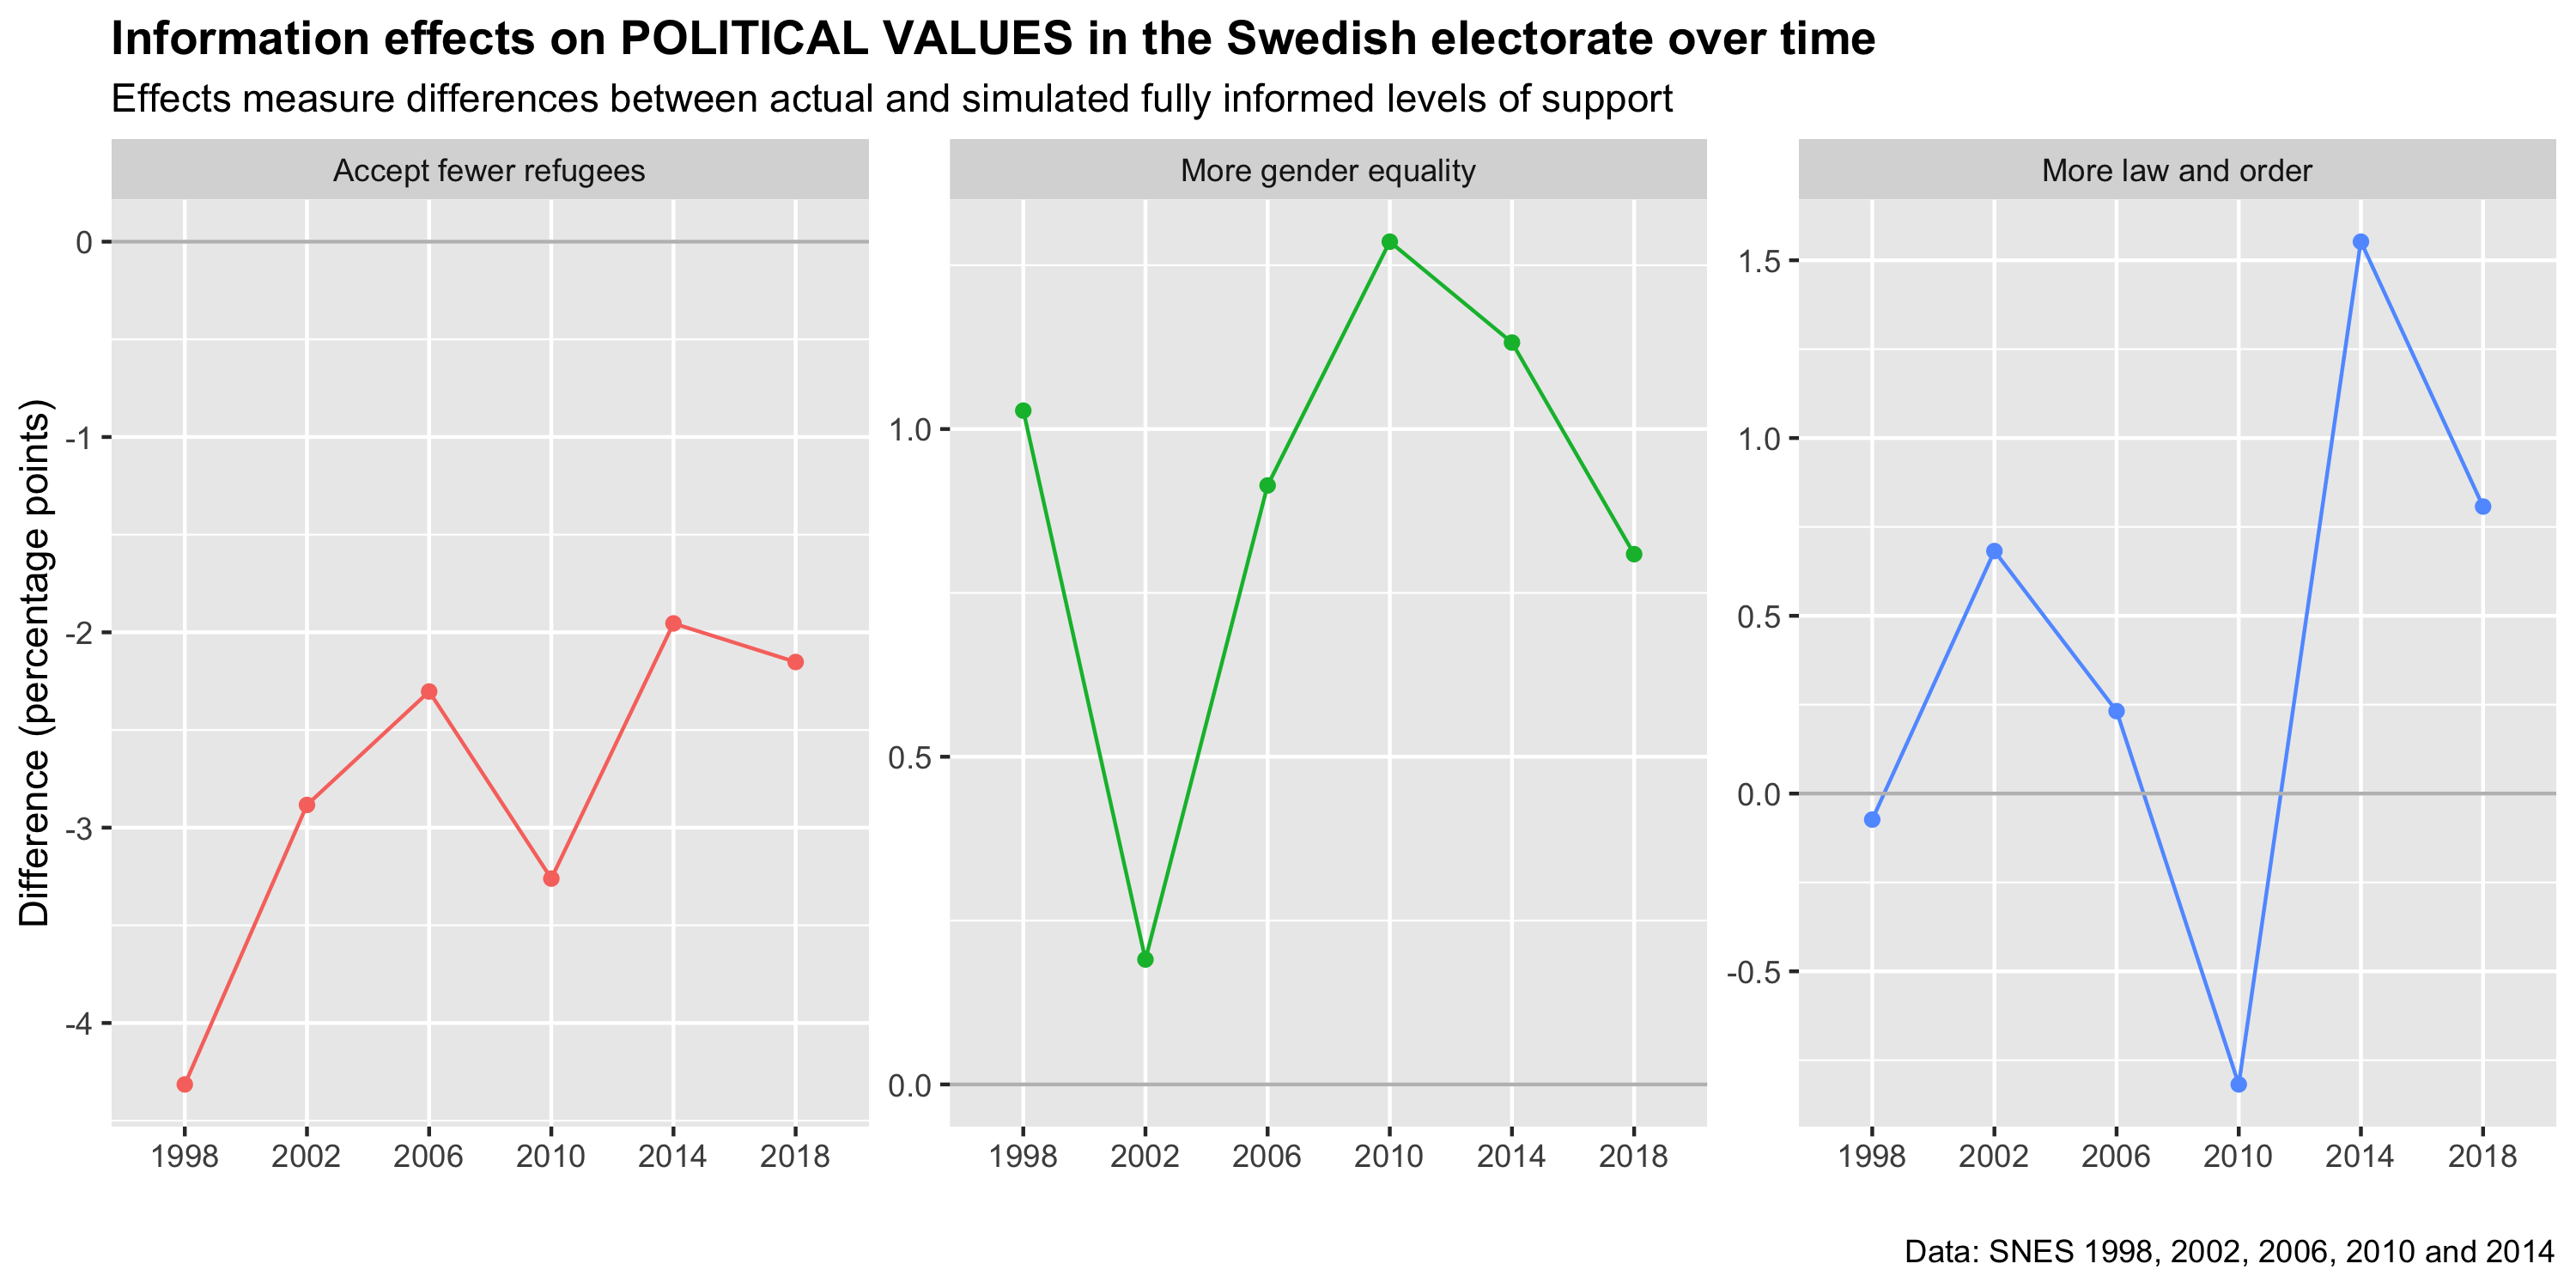 Information effects on POLITICAL VALUES in the Swedish electorate over time
Effects measure differences between actual and simulated fully informed levels of support
Difference (percentage points)
Accept fewer refugees
0
-1
-2
-3
-4
1998 2002 2006 2010 2014 2018
More gender equality
1.0
0.5
0.0
1998 2002 2006 2010 2014 2018
More law and order
1.5
1.0
0.5
0.0
-0.5
1998 2002 2006 2010 2014 2018
Data: SNES 1998, 2002, 2006, 2010 and 2014